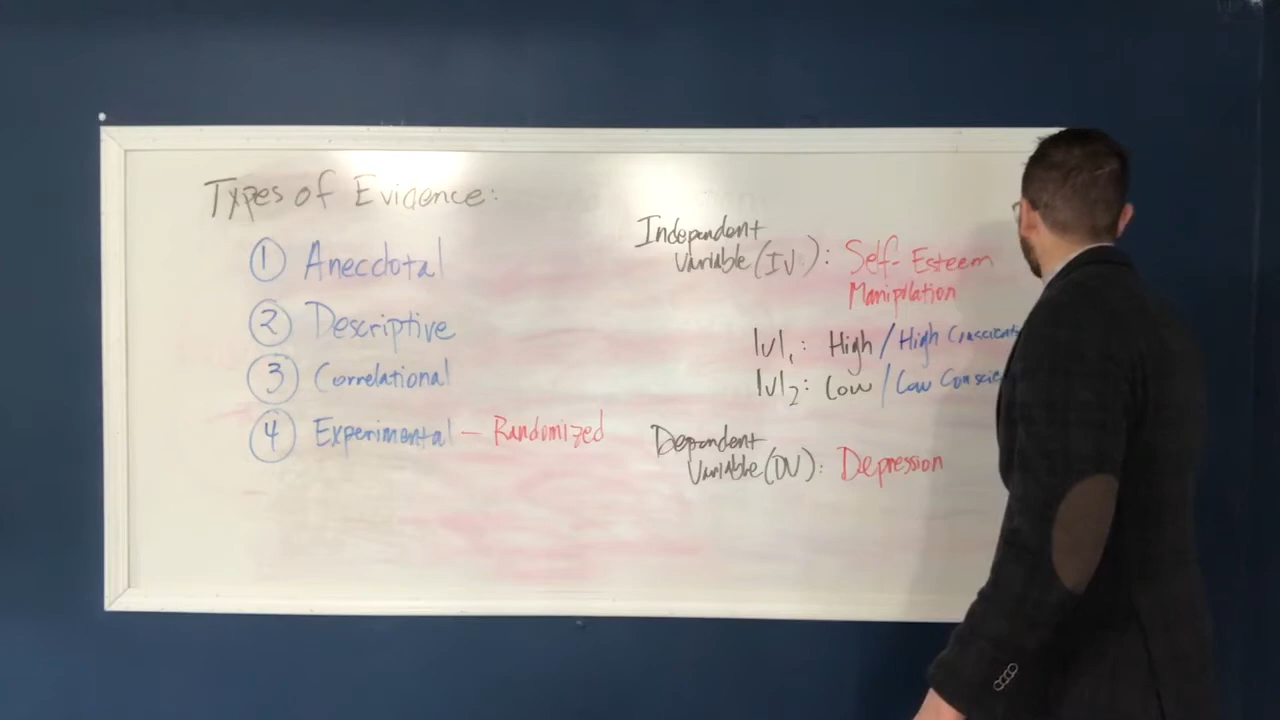 Types of Evidence:
① Anecdotal
② Descriptive
③ Correlational
④ Experimental — Randomized
Independent
Variable (IV): Self-Esteem
Manipulation
lvl₁: High / High
lvl₂: Low / Low
Dependent
Variable (DV): Depression